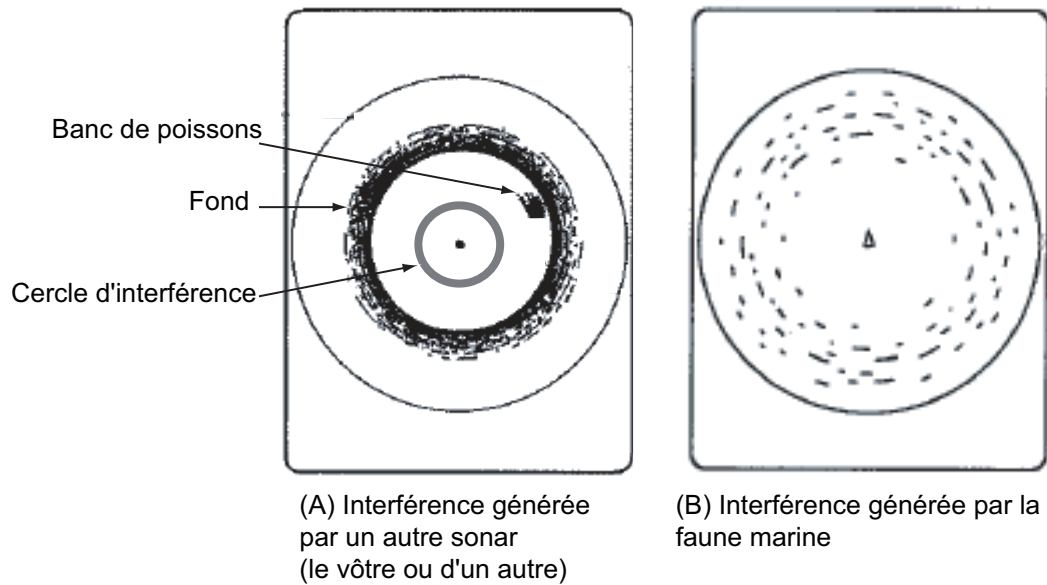 Banc de poissons
Fond
Cercle d'interférence
(A) Interférence générée
par un autre sonar
(le vôtre ou d'un autre)
(B) Interférence générée par la
faune marine